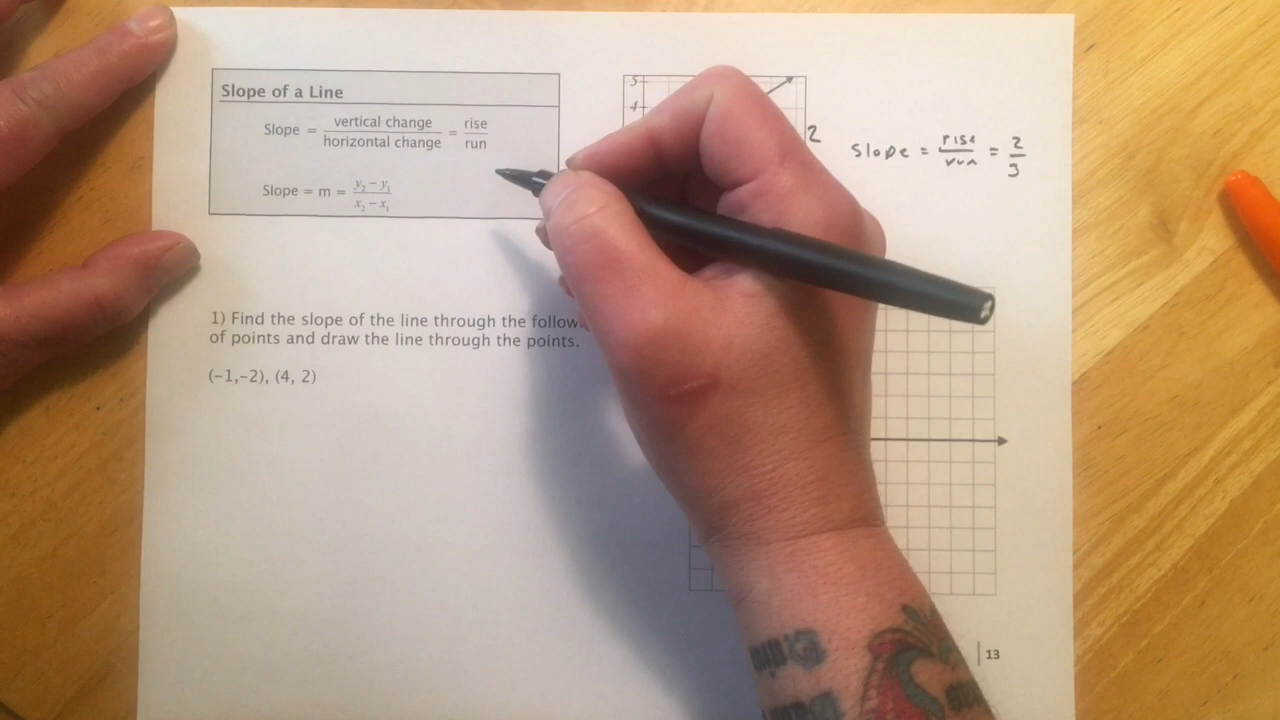 Slope of a Line
Slope = vertical change / horizontal change = rise / run
Slope = m = y₂ – y₁ / x₂ – x₁
5
4
2
Slope = rise / run = 2 / 3
1) Find the slope of the line through the
of points and draw the line through the points.
(–1,–2), (4, 2)
13